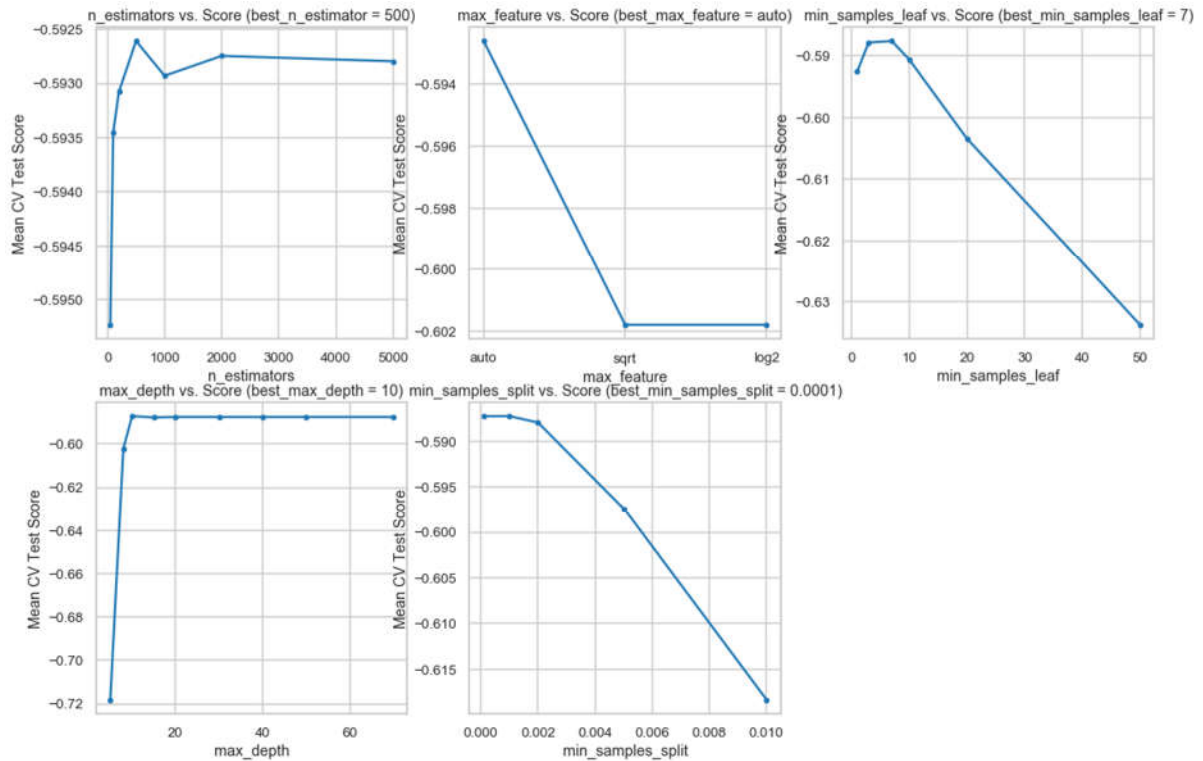 n_estimators vs. Score (best_n_estimator = 500)
−0.5925
−0.5930
−0.5935
−0.5940
−0.5945
−0.5950
Mean CV Test Score
0 1000 2000 3000 4000 5000
n_estimators
max_feature vs. Score (best_max_feature = auto)
−0.594
−0.596
−0.598
−0.600
−0.602
Mean CV Test Score
auto sqrt log2
max_feature
min_samples_leaf vs. Score (best_min_samples_leaf = 7)
−0.59
−0.60
−0.61
−0.62
−0.63
Mean CV Test Score
0 10 20 30 40 50
min_samples_leaf
max_depth vs. Score (best_max_depth = 10)
−0.60
−0.62
−0.64
−0.66
−0.68
−0.70
−0.72
Mean CV Test Score
20 40 60
max_depth
min_samples_split vs. Score (best_min_samples_split = 0.0001)
−0.590
−0.595
−0.600
−0.605
−0.610
−0.615
Mean CV Test Score
0.000 0.002 0.004 0.006 0.008 0.010
min_samples_split